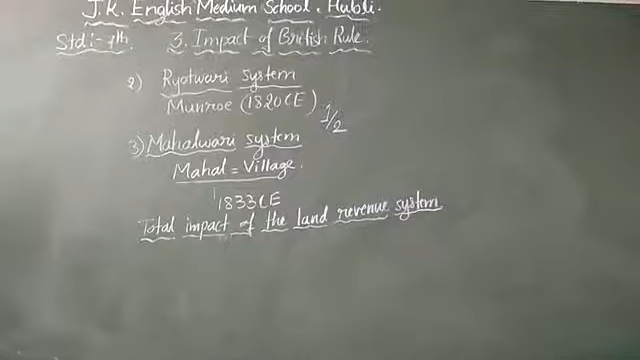 J.K. English Medium School. Hubli.
Std:- 7th. 3. Impact of British Rule.
2) Ryotwari system
Munroe (1820CE) 1/2
3) Mahalwari system
Mahal = Village
1833CE
Total impact of the land revenue system